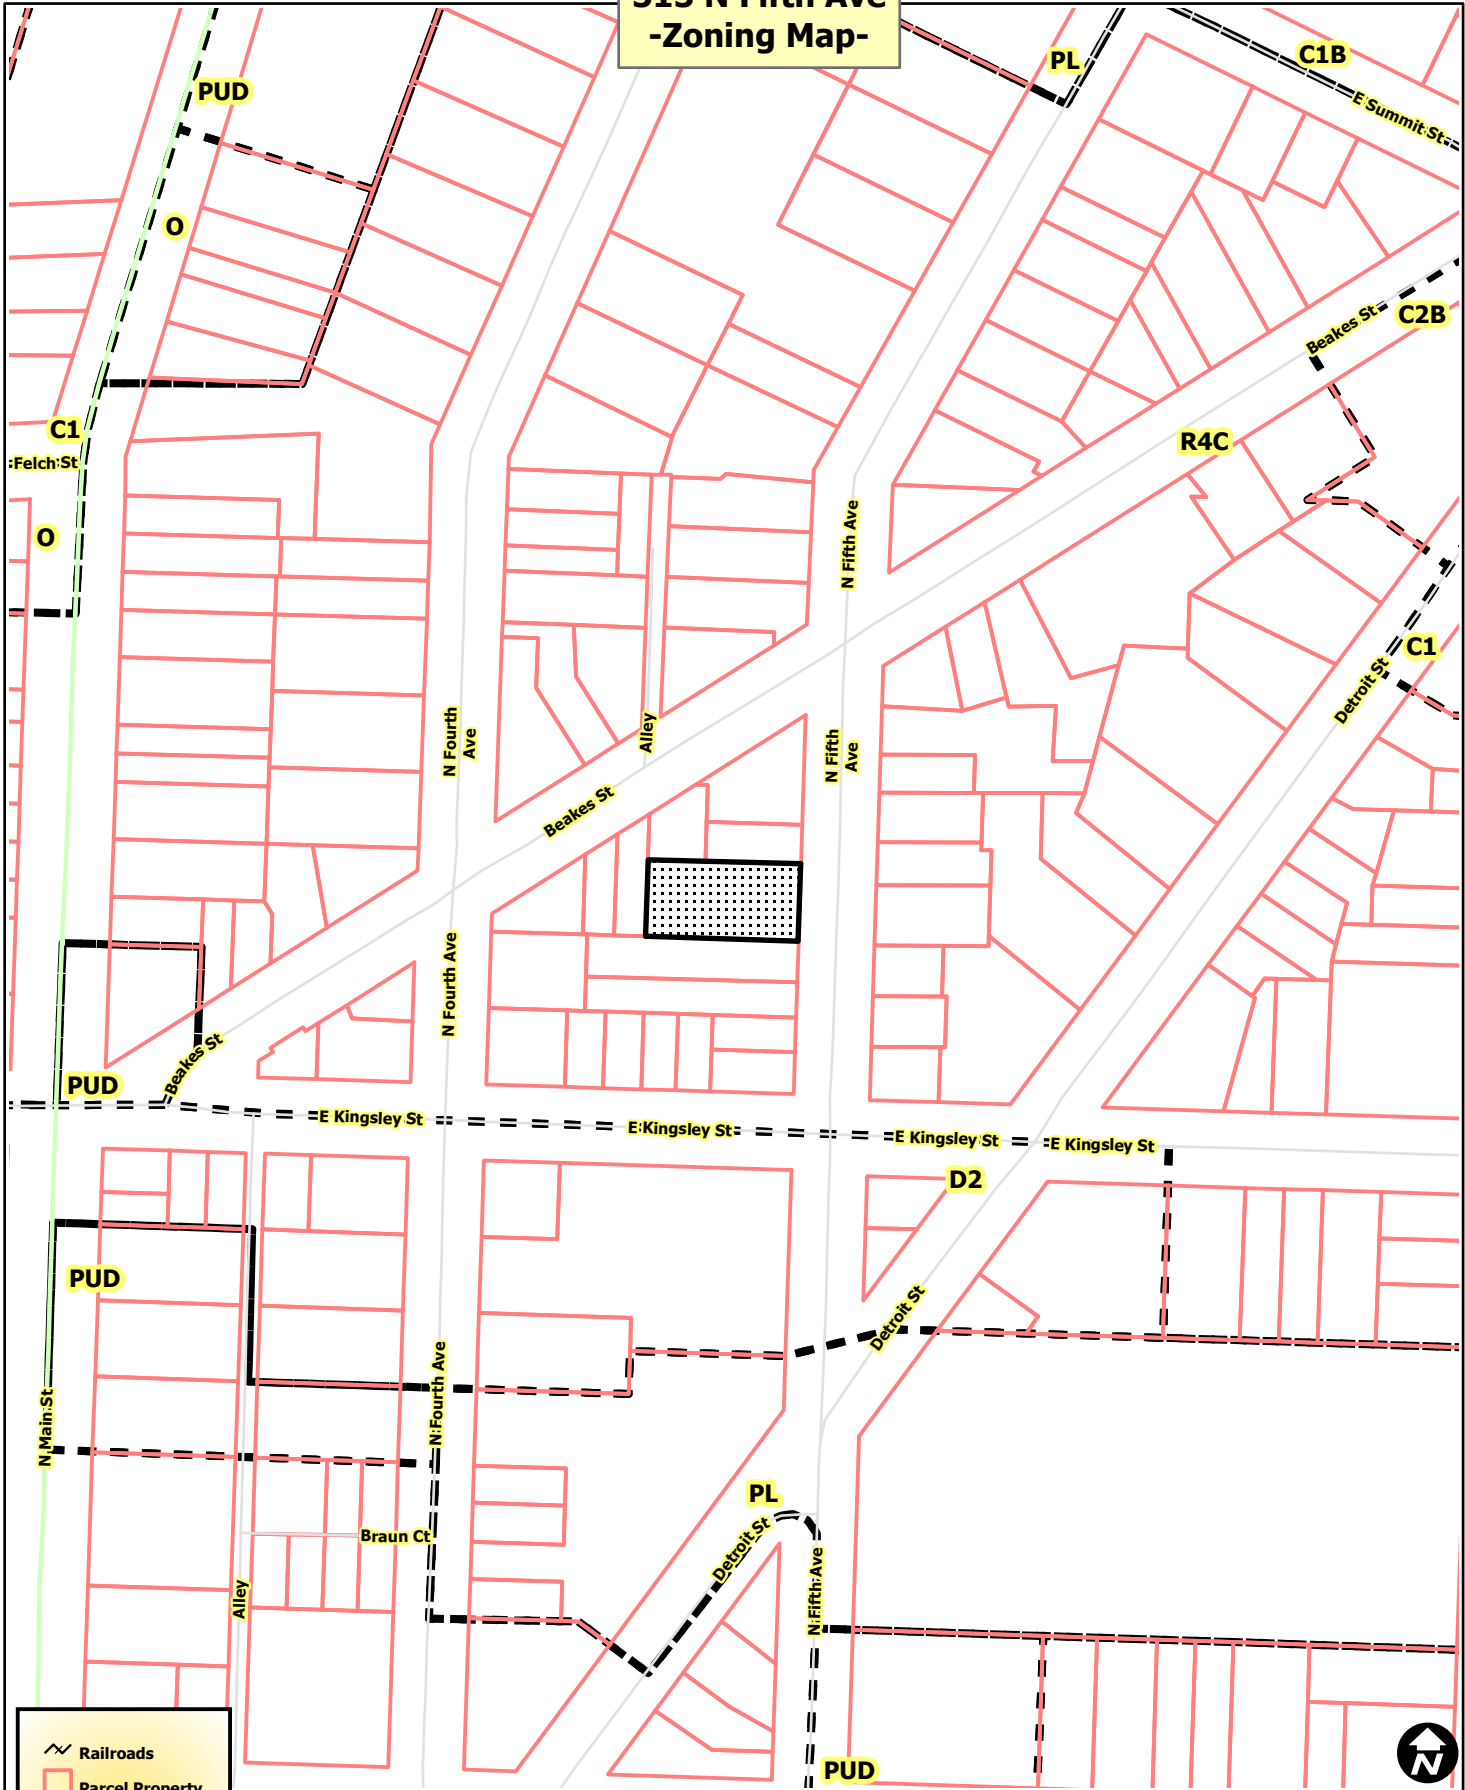 -Zoning Map-
PL
C1B
E Summit St
PUD
O
Beakes St
C2B
C1
Felch St
R4C
O
N Fifth Ave
C1
Detroit St
N Fourth
Ave
Alley
N Fifth
Ave
Beakes St
N Fourth Ave
Beakes St
PUD
E Kingsley St
E Kingsley St
E Kingsley St
E Kingsley St
D2
PUD
Detroit St
N Main St
N Fourth Ave
PL
Braun Ct
Detroit St
N Fifth Ave
Alley
Railroads
Parcel Property
PUD
N